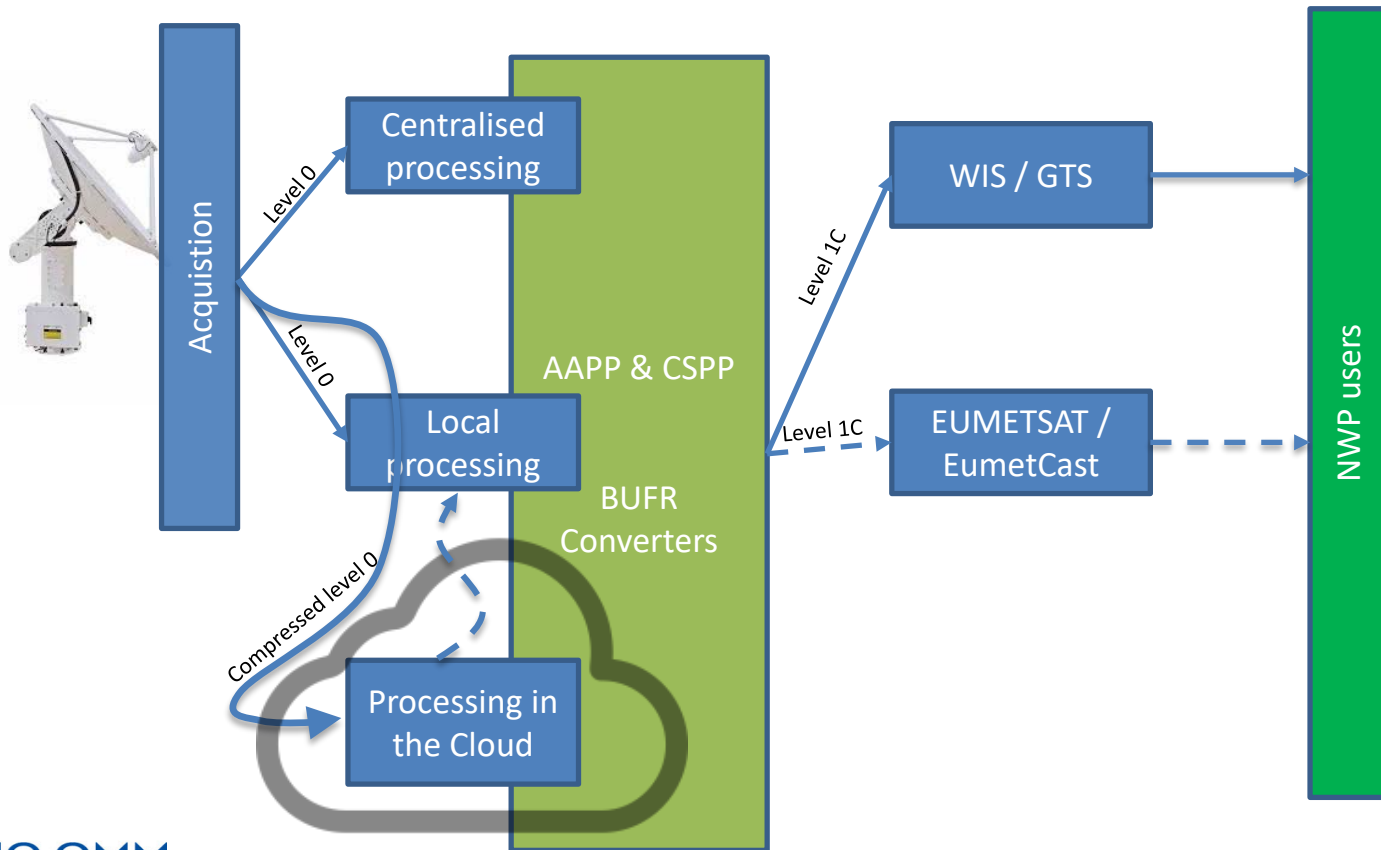 Acquistion
Level 0
Level 0
Compressed level 0
Centralised
processing
Local
processing
Processing in
the Cloud
AAPP & CSPP
BUFR
Converters
Level 1C
Level 1C
WIS / GTS
EUMETSAT /
EumetCast
NWP users